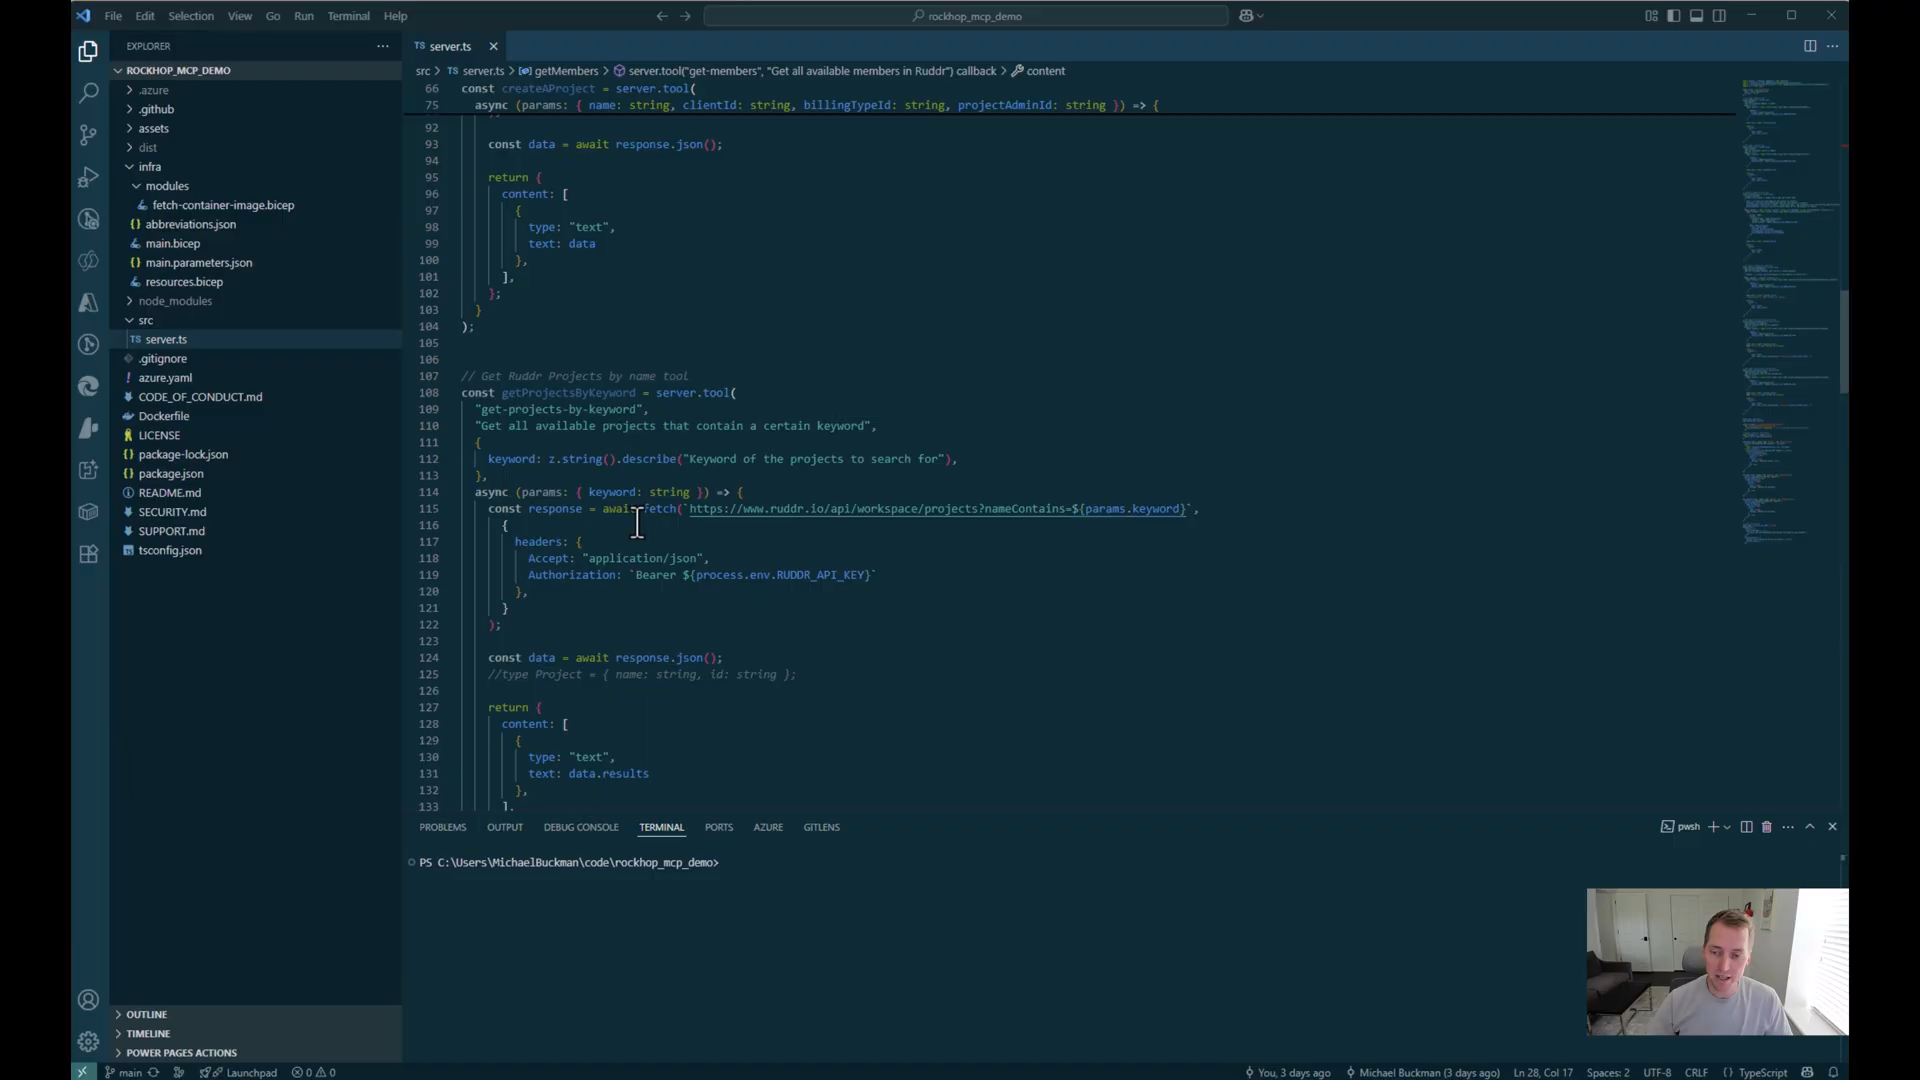 File Edit Selection View Go Run Terminal Help
rockhop_mcp_demo
EXPLORER
ROCKHOP_MCP_DEMO
.azure
.github
assets
dist
infra
modules
fetch-container-image.bicep
{} abbreviations.json
main.bicep
{} main.parameters.json
resources.bicep
node_modules
src
TS server.ts
.gitignore
! azure.yaml
CODE_OF_CONDUCT.md
Dockerfile
LICENSE
package-lock.json
package.json
README.md
SECURITY.md
SUPPORT.md
tsconfig.json
OUTLINE
TIMELINE
POWER PAGES ACTIONS
TS server.ts
src > TS server.ts > getMembers > server.tool("get-members", "Get all available members in Ruddr") callback > content
66 const createAProject = server.tool(
75 async (params: { name: string, clientId: string, billingTypeId: string, projectAdminId: string }) => {
92
93 const data = await response.json();
94
95 return {
96 content: [
97 {
98 type: "text",
99 text: data
100 },
101 ],
102 };
103 }
104 );
105
106
107 // Get Ruddr Projects by name tool
108 const getProjectsByKeyword = server.tool(
109 "get-projects-by-keyword",
110 "Get all available projects that contain a certain keyword",
111 {
112 keyword: z.string().describe("Keyword of the projects to search for"),
113 },
114 async (params: { keyword: string }) => {
115 const response = await fetch(`https://www.ruddr.io/api/workspace/projects?nameContains=${params.keyword}`,
116 {
117 headers: {
118 Accept: "application/json",
119 Authorization: `Bearer ${process.env.RUDDR_API_KEY}`
120 },
121 }
122 );
123
124 const data = await response.json();
125 //type Project = { name: string, id: string };
126
127 return {
128 content: [
129 {
130 type: "text",
131 text: data.results
132 },
133 ],
PROBLEMS OUTPUT DEBUG CONSOLE TERMINAL PORTS AZURE GITLENS
pwsh
PS C:\Users\MichaelBuckman\code\rockhop_mcp_demo>
main Launchpad 0 0 You, 3 days ago Michael Buckman (3 days ago) Ln 28, Col 17 Spaces: 2 UTF-8 CRLF {} TypeScript